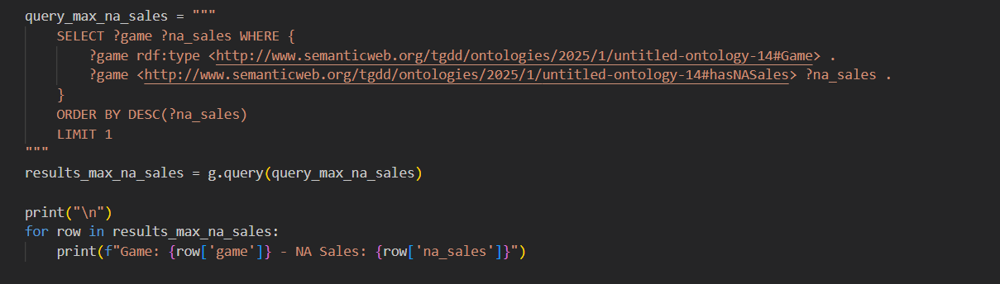 query_max_na_sales = """
    SELECT ?game ?na_sales WHERE {
        ?game rdf:type <http://www.semanticweb.org/tgdd/ontologies/2025/1/untitled-ontology-14#Game> .
        ?game <http://www.semanticweb.org/tgdd/ontologies/2025/1/untitled-ontology-14#hasNASales> ?na_sales .
    }
    ORDER BY DESC(?na_sales)
    LIMIT 1
"""
results_max_na_sales = g.query(query_max_na_sales)

print("\n")
for row in results_max_na_sales:
    print(f"Game: {row['game']} - NA Sales: {row['na_sales']}")